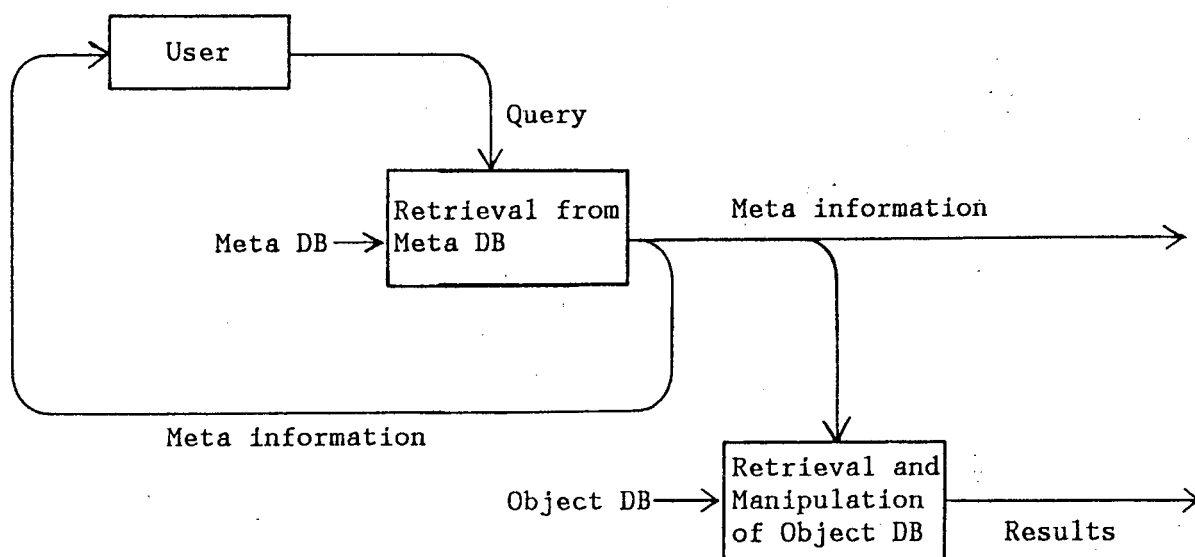 User
Query
Retrieval from
Meta DB
Meta DB
Meta information
Meta information
Retrieval and
Manipulation
of Object DB
Object DB
Results